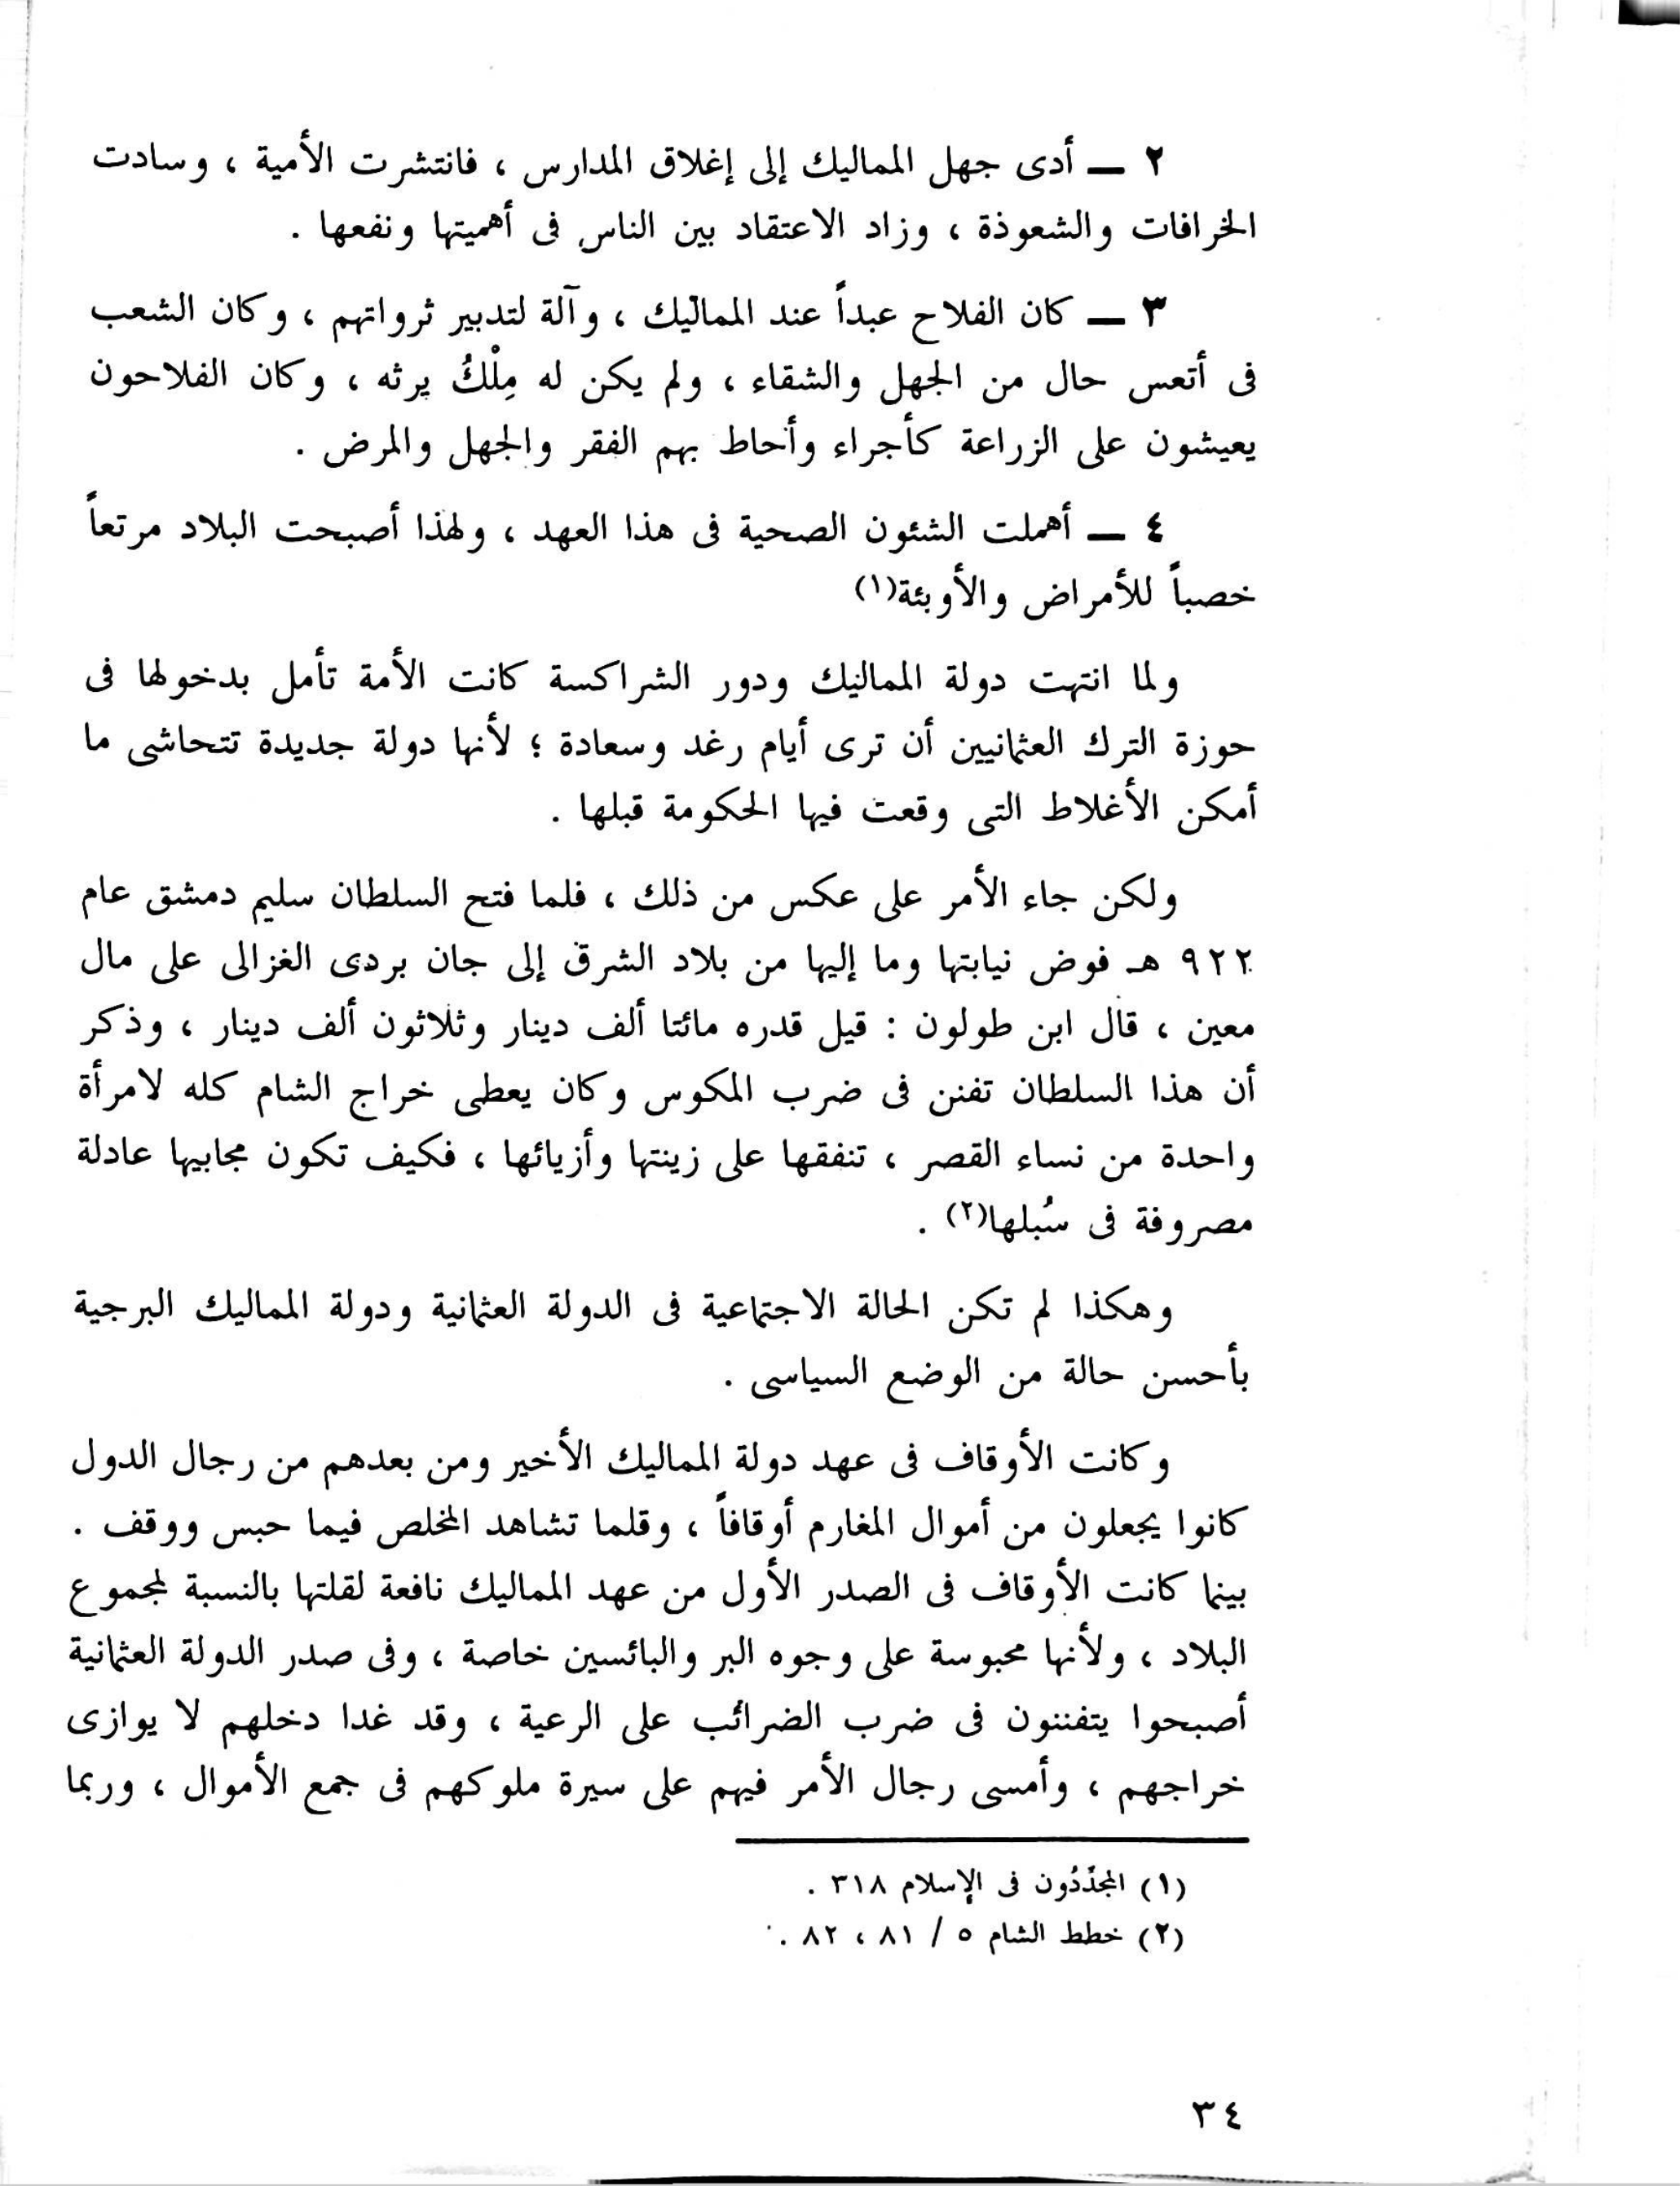 ٢ ــ أدى جهل المماليك إلى إغلاق المدارس ، فانتشرت الأمية ، وسادت
الخرافات والشعوذة ، وزاد الاعتقاد بين الناس فى أهميتها ونفعها .
٣ ــ كان الفلاح عبداً عند المماليك ، وآلة لتدبير ثرواتهم ، وكان الشعب
فى أتعس حال من الجهل والشقاء ، ولم يكن له مِلْكُ يرثه ، وكان الفلاحون
يعيشون على الزراعة كأجراء وأحاط بهم الفقر والجهل والمرض .
٤ ــ أهملت الشئون الصحية فى هذا العهد ، ولهذا أصبحت البلاد مرتعاً
خصباً للأمراض والأوبئة(١)
ولما انتهت دولة المماليك ودور الشراكسة كانت الأمة تأمل بدخولها فى
حوزة الترك العثمانيين أن ترى أيام رغد وسعادة ؛ لأنها دولة جديدة تتحاشى ما
أمكن الأغلاط التى وقعت فيها الحكومة قبلها .
ولكن جاء الأمر على عكس من ذلك ، فلما فتح السلطان سليم دمشق عام
٩٢٢ هـ فوض نيابتها وما إليها من بلاد الشرق إلى جان بردى الغزالى على مال
معين ، قال ابن طولون : قيل قدره مائتا ألف دينار وثلاثون ألف دينار ، وذكر
أن هذا السلطان تفنن فى ضرب المكوس وكان يعطى خراج الشام كله لامرأة
واحدة من نساء القصر ، تنفقها على زينتها وأزيائها ، فكيف تكون مجابيها عادلة
مصروفة فى سُبلها(٢) .
وهكذا لم تكن الحالة الاجتماعية فى الدولة العثمانية ودولة المماليك البرجية
بأحسن حالة من الوضع السياسى .
وكانت الأوقاف فى عهد دولة المماليك الأخير ومن بعدهم من رجال الدول
كانوا يجعلون من أموال المغارم أوقافاً ، وقلما تشاهد المخلص فيما حبس ووقف .
بينما كانت الأوقاف فى الصدر الأول من عهد المماليك نافعة لقلتها بالنسبة لمجموع
البلاد ، ولأنها محبوسة على وجوه البر والبائسين خاصة ، وفى صدر الدولة العثمانية
أصبحوا يتفننون فى ضرب الضرائب على الرعية ، وقد غدا دخلهم لا يوازى
خراجهم ، وأمسى رجال الأمر فيهم على سيرة ملوكهم فى جمع الأموال ، وربما
(١) المجدّدُون فى الإسلام ٣١٨ .
(٢) خطط الشام ٥ / ٨١ ، ٨٢ .
٣٤